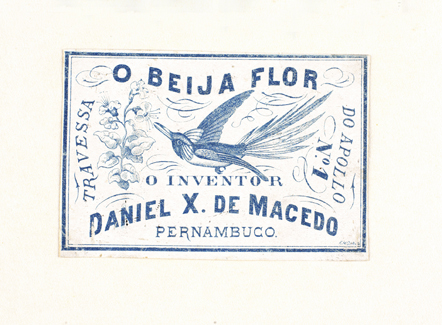 O BEIJA FLOR
TRAVESSA
DO APOLLO
Nº 1
O INVENTOR
DANIEL X. DE MACEDO
PERNAMBUCO.